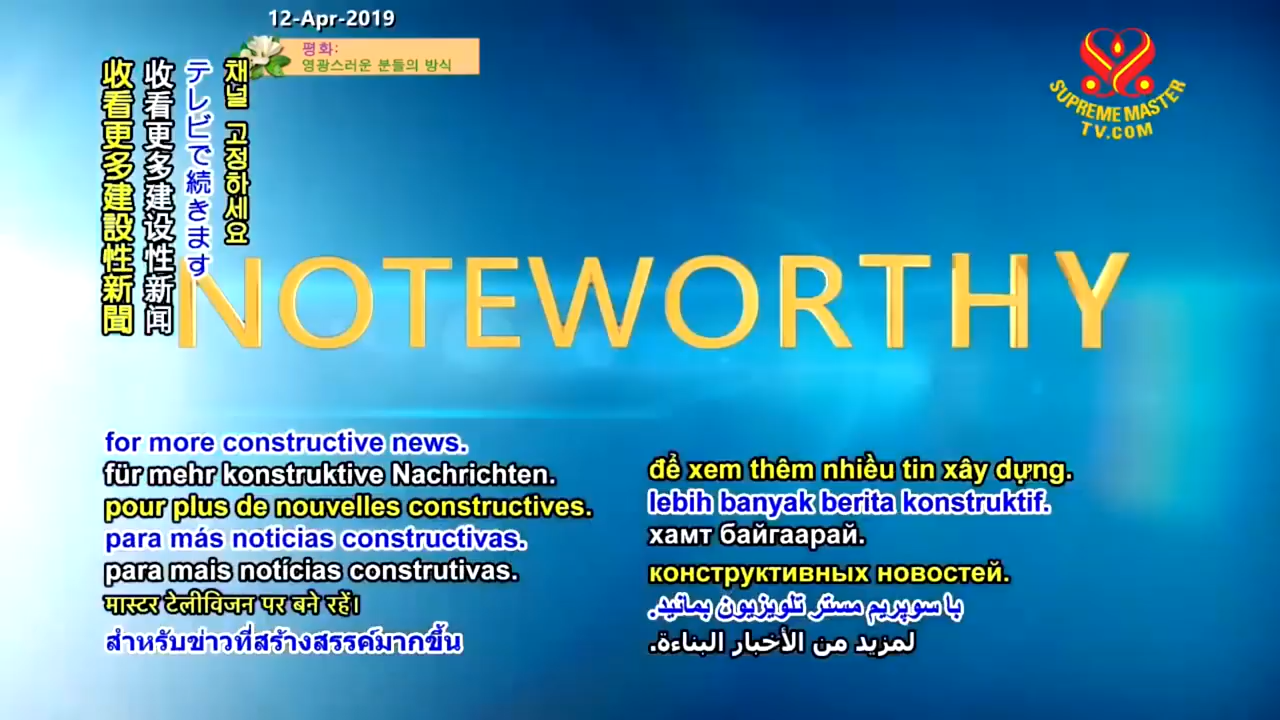 12-Apr-2019
평화:
영광스러운 분들의 방식
SUPREME MASTER
TV.COM
收看更多建設性新聞
收看更多建设性新闻
テレビで続きます
채널 고정하세요
NOTEWORTHY
for more constructive news.
für mehr konstruktive Nachrichten.
pour plus de nouvelles constructives.
para más noticias constructivas.
para mais notícias construtivas.
मास्टर टेलीविजन पर बने रहें।
สำหรับข่าวที่สร้างสรรค์มากขึ้น
để xem thêm nhiều tin xây dựng.
lebih banyak berita konstruktif.
хамт байгаарай.
конструктивных новостей.
با سوپریم مستر تلویزیون بمانید.
لمزيد من الأخبار البناءة.